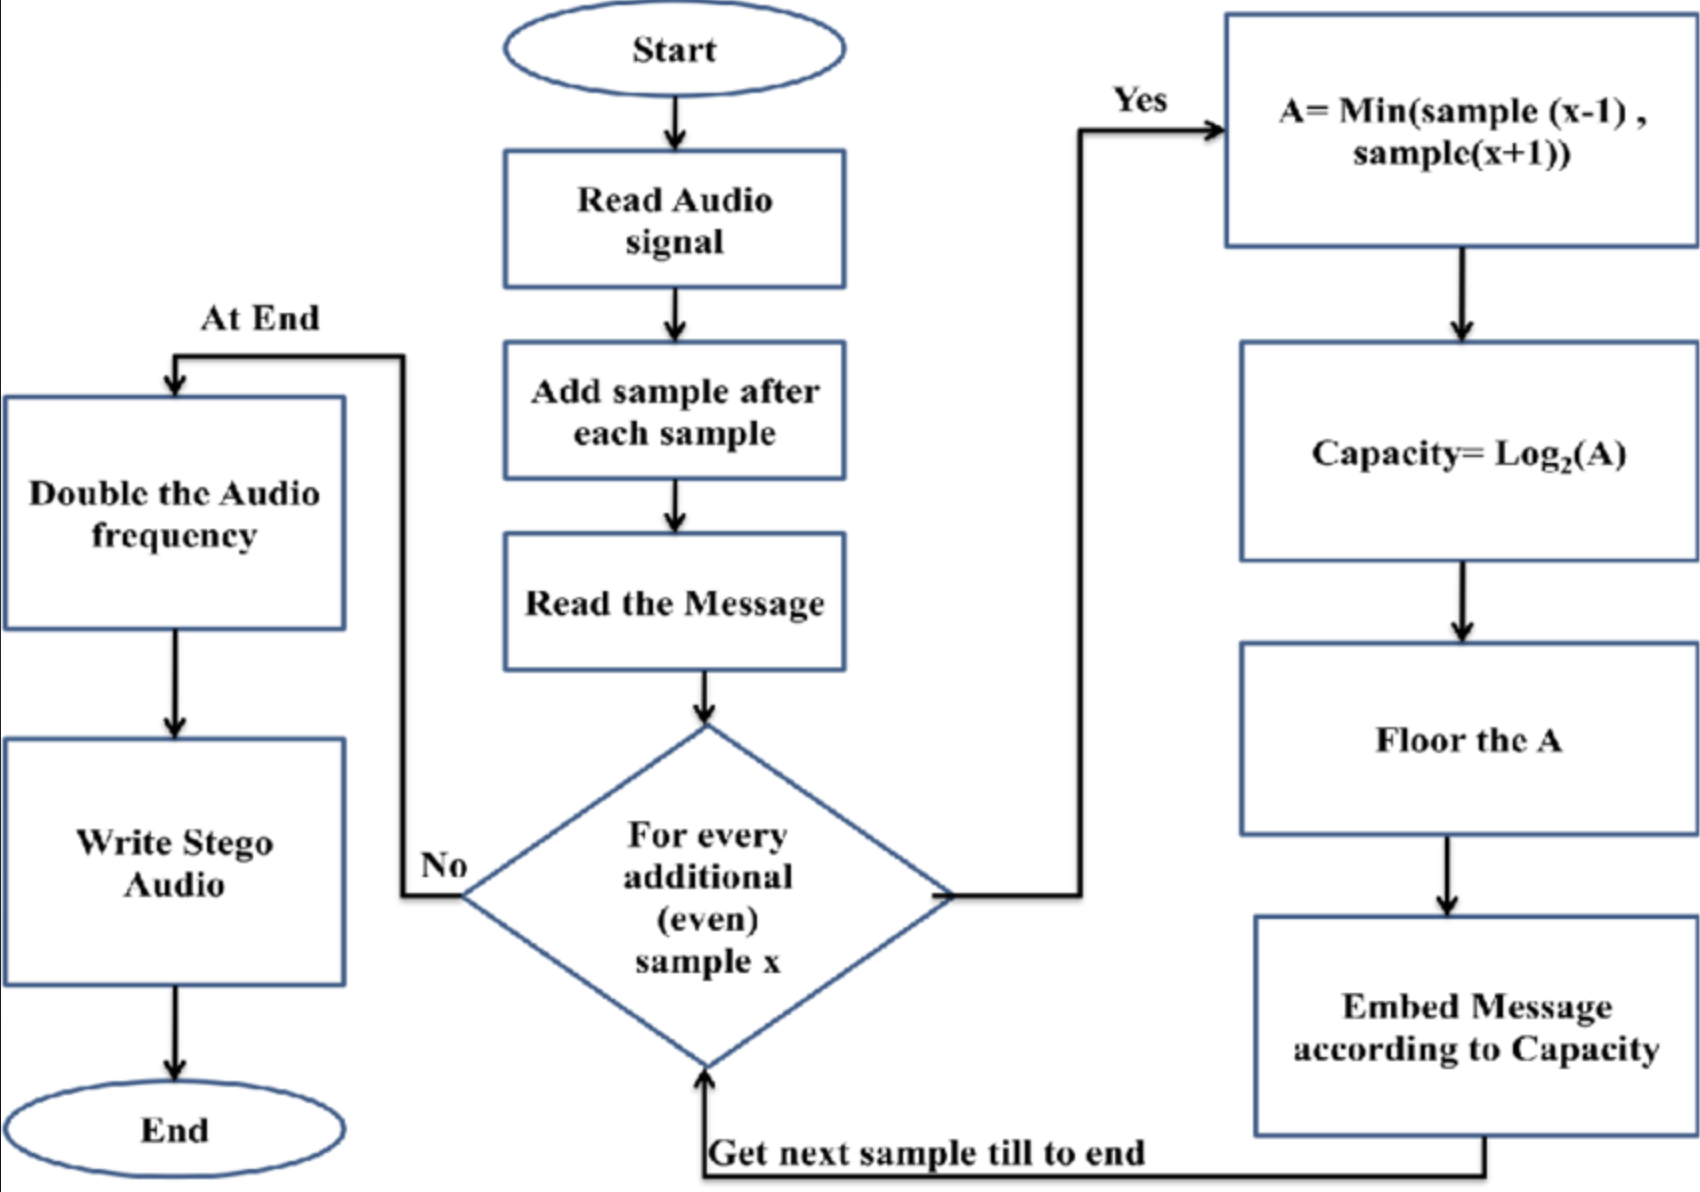 Start
Read Audio
signal
Add sample after
each sample
Read the Message
For every
additional
(even)
sample x
Yes
A= Min(sample (x-1) ,
sample(x+1))
Capacity= Log₂(A)
Floor the A
Embed Message
according to Capacity
Get next sample till to end
No
At End
Double the Audio
frequency
Write Stego
Audio
End